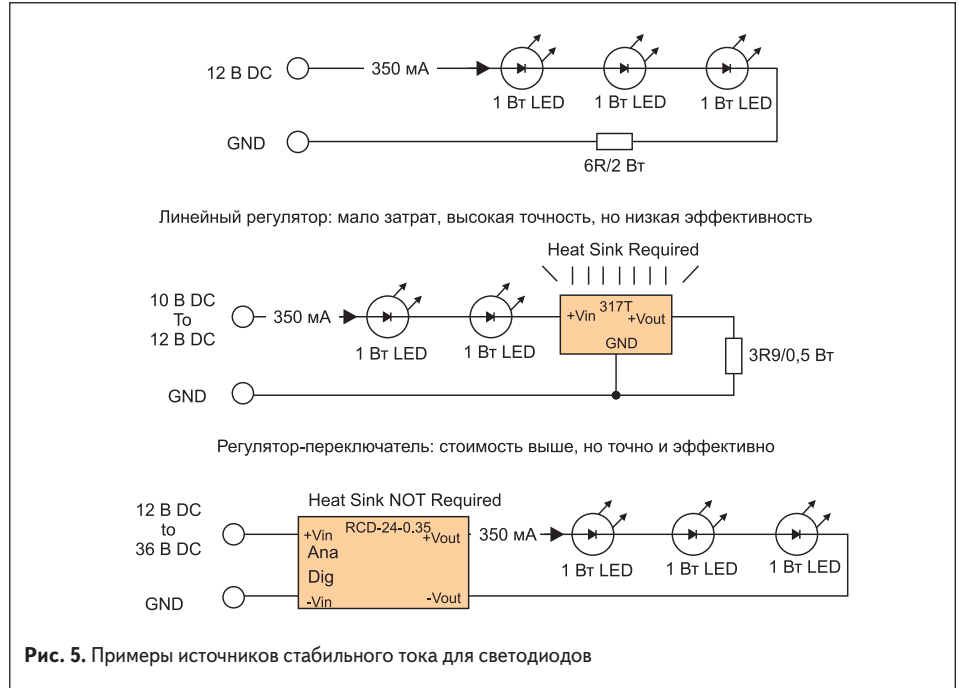 12 В DC
350 мА
1 Вт LED
1 Вт LED
1 Вт LED
GND
6R/2 Вт
Линейный регулятор: мало затрат, высокая точность, но низкая эффективность
Heat Sink Required
10 В DC
To
12 В DC
350 мА
1 Вт LED
1 Вт LED
317T
+Vin
+Vout
GND
3R9/0,5 Вт
GND
Регулятор-переключатель: стоимость выше, но точно и эффективно
12 В DC
to
36 В DC
Heat Sink NOT Required
RCD-24-0.35
+Vin
+Vout
Ana
Dig
-Vin
-Vout
350 мА
1 Вт LED
1 Вт LED
1 Вт LED
GND
Рис. 5. Примеры источников стабильного тока для светодиодов